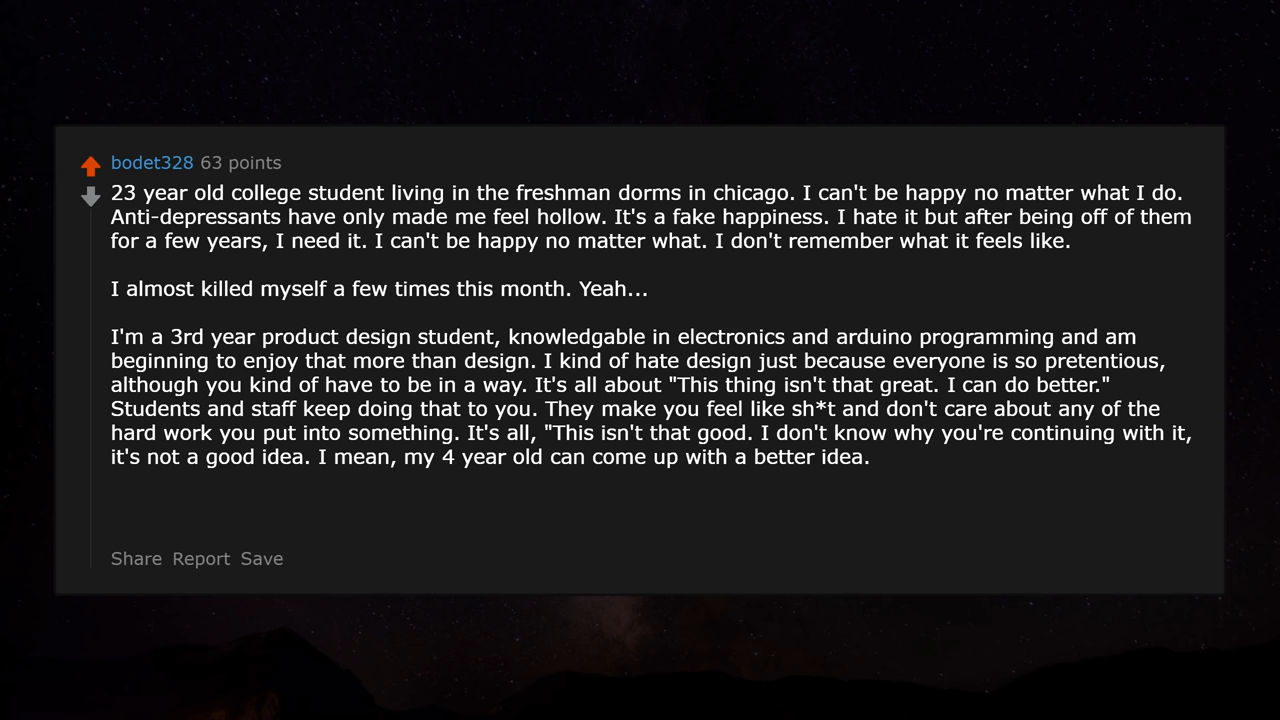 bodet328 63 points
23 year old college student living in the freshman dorms in chicago. I can't be happy no matter what I do.
Anti-depressants have only made me feel hollow. It's a fake happiness. I hate it but after being off of them
for a few years, I need it. I can't be happy no matter what. I don't remember what it feels like.
I almost killed myself a few times this month. Yeah...
I'm a 3rd year product design student, knowledgable in electronics and arduino programming and am
beginning to enjoy that more than design. I kind of hate design just because everyone is so pretentious,
although you kind of have to be in a way. It's all about "This thing isn't that great. I can do better."
Students and staff keep doing that to you. They make you feel like sh*t and don't care about any of the
hard work you put into something. It's all, "This isn't that good. I don't know why you're continuing with it,
it's not a good idea. I mean, my 4 year old can come up with a better idea.
Share Report Save